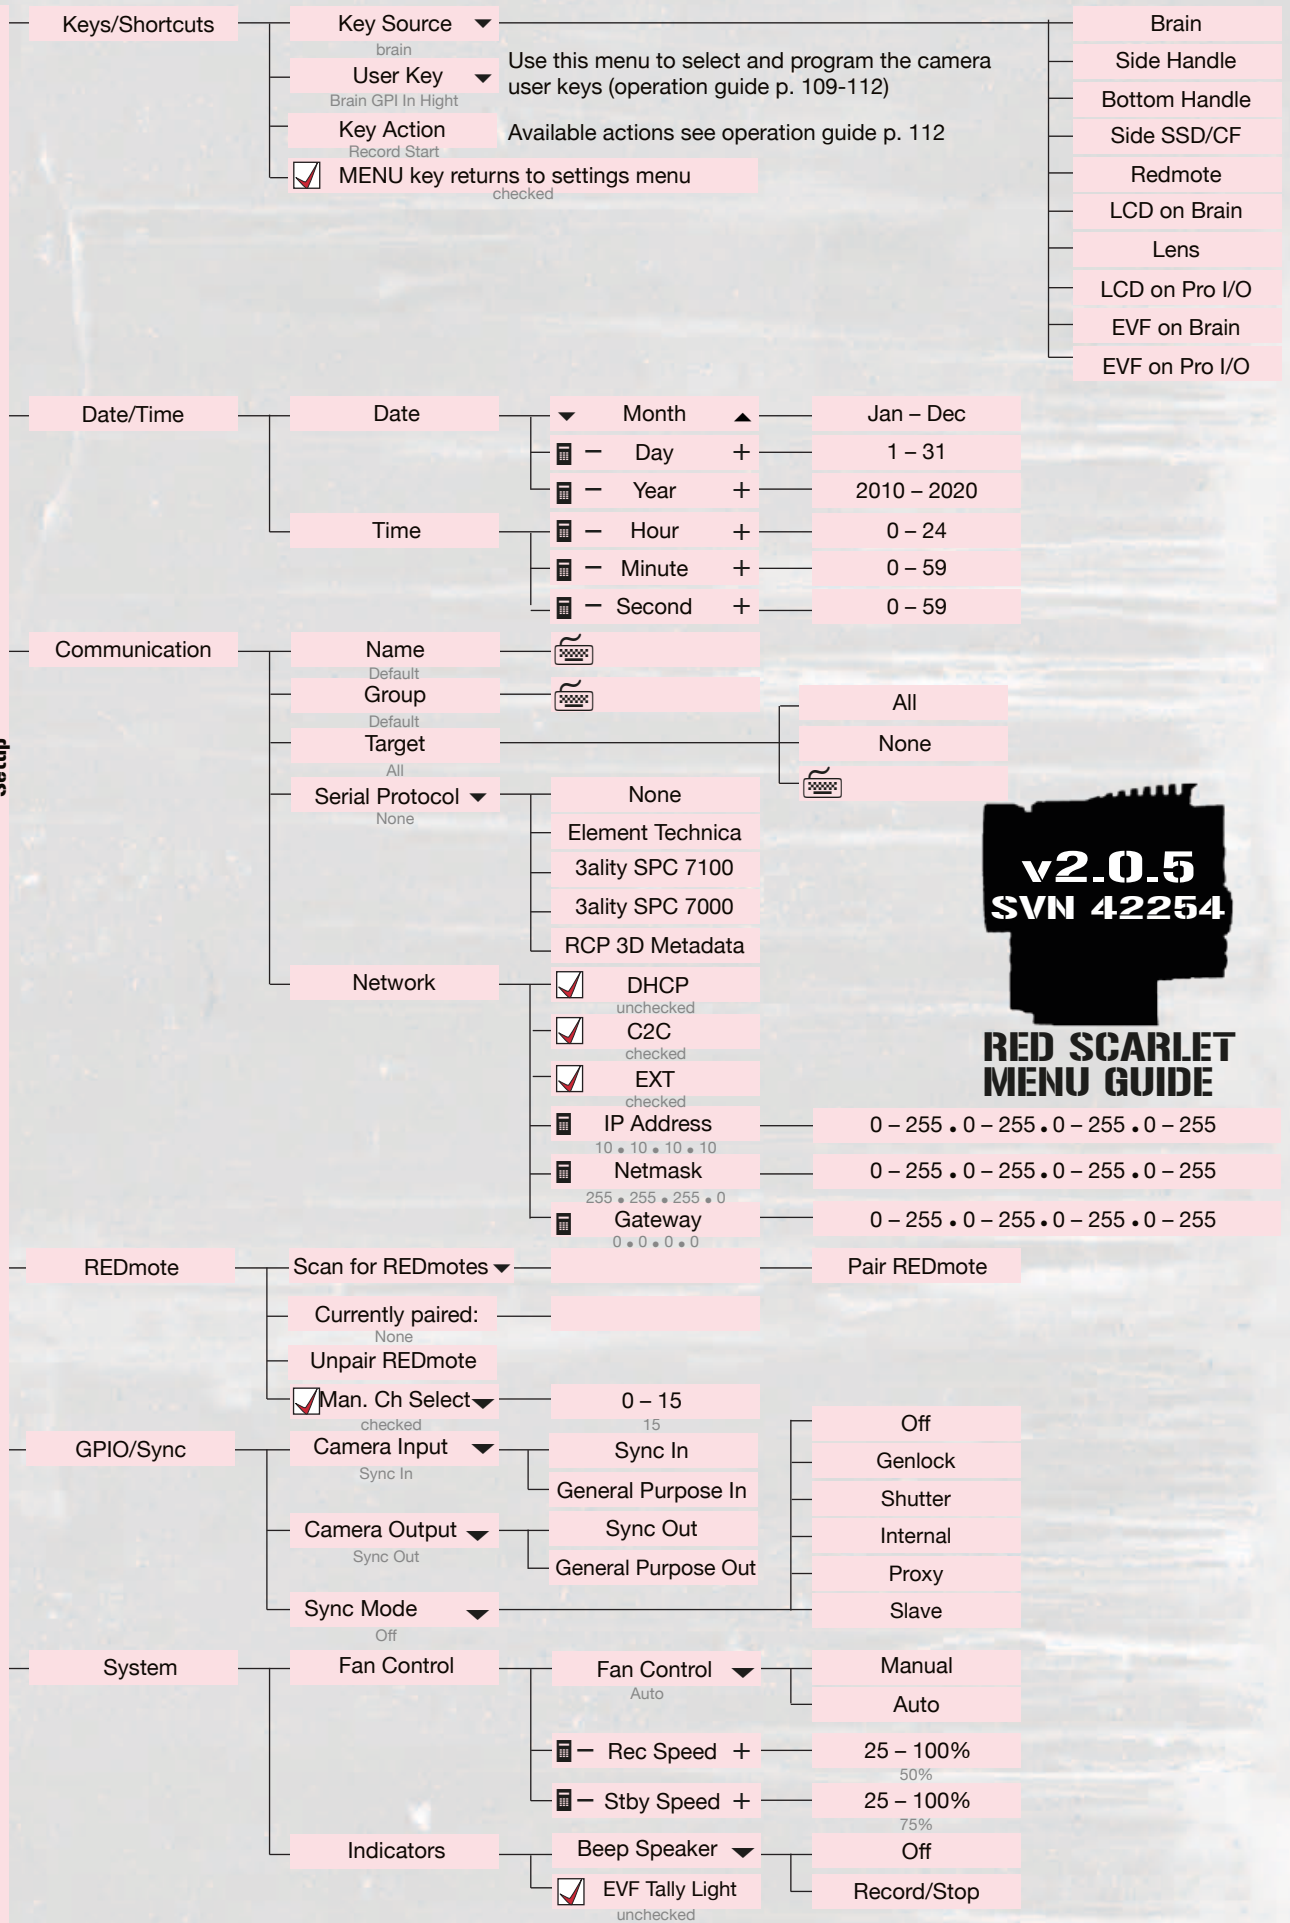 Keys/Shortcuts
Key Source
brain
User Key
Brain GPI In Hight
Use this menu to select and program the camera
user keys (operation guide p. 109-112)
Key Action
Record Start
Available actions see operation guide p. 112
MENU key returns to settings menu
checked
Brain
Side Handle
Bottom Handle
Side SSD/CF
Redmote
LCD on Brain
Lens
LCD on Pro I/O
EVF on Brain
EVF on Pro I/O
Date/Time
Date
Month
Jan – Dec
– Day +
1 – 31
– Year +
2010 – 2020
Time
– Hour +
0 – 24
– Minute +
0 – 59
– Second +
0 – 59
Setup
Communication
Name
Default
Group
Default
Target
All
All
None
Serial Protocol
None
None
Element Technica
3ality SPC 7100
3ality SPC 7000
RCP 3D Metadata
v2.0.5
SVN 42254
RED SCARLET
MENU GUIDE
Network
DHCP
unchecked
C2C
checked
EXT
checked
IP Address
10 • 10 • 10 • 10
0 – 255 • 0 – 255 • 0 – 255 • 0 – 255
Netmask
255 • 255 • 255 • 0
0 – 255 • 0 – 255 • 0 – 255 • 0 – 255
Gateway
0 • 0 • 0 • 0
0 – 255 • 0 – 255 • 0 – 255 • 0 – 255
REDmote
Scan for REDmotes
Pair REDmote
Currently paired:
None
Unpair REDmote
Man. Ch Select
checked
0 – 15
15
GPIO/Sync
Camera Input
Sync In
Sync In
General Purpose In
Camera Output
Sync Out
Sync Out
General Purpose Out
Sync Mode
Off
Off
Genlock
Shutter
Internal
Proxy
Slave
System
Fan Control
Fan Control
Auto
Manual
Auto
– Rec Speed +
25 – 100%
50%
– Stby Speed +
25 – 100%
75%
Indicators
Beep Speaker
Off
Record/Stop
EVF Tally Light
unchecked